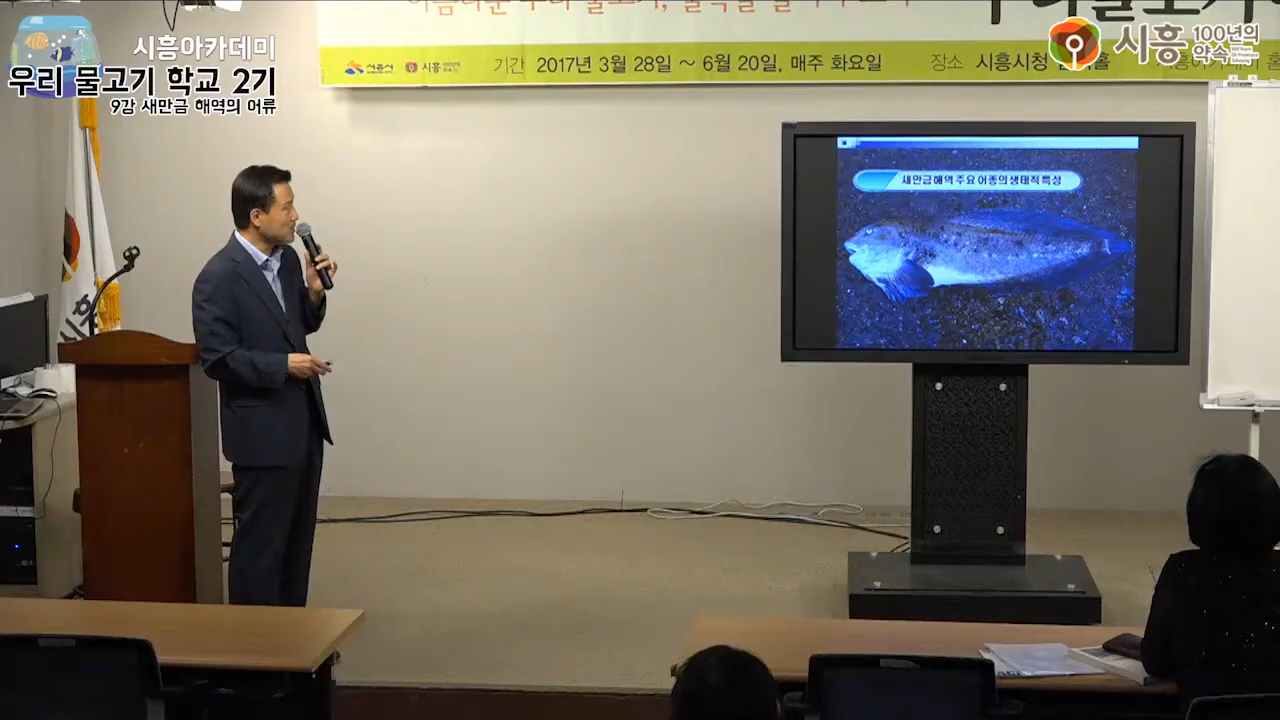 시흥아카데미
우리 물고기 학교 2기
9강 새만금 해역의 어류
시흥시
기간 2017년 3월 28일 ~ 6월 20일, 매주 화요일
장소 시흥시청
시흥 100년의 약속
새만금해역 주요 어종의 생태적 특성